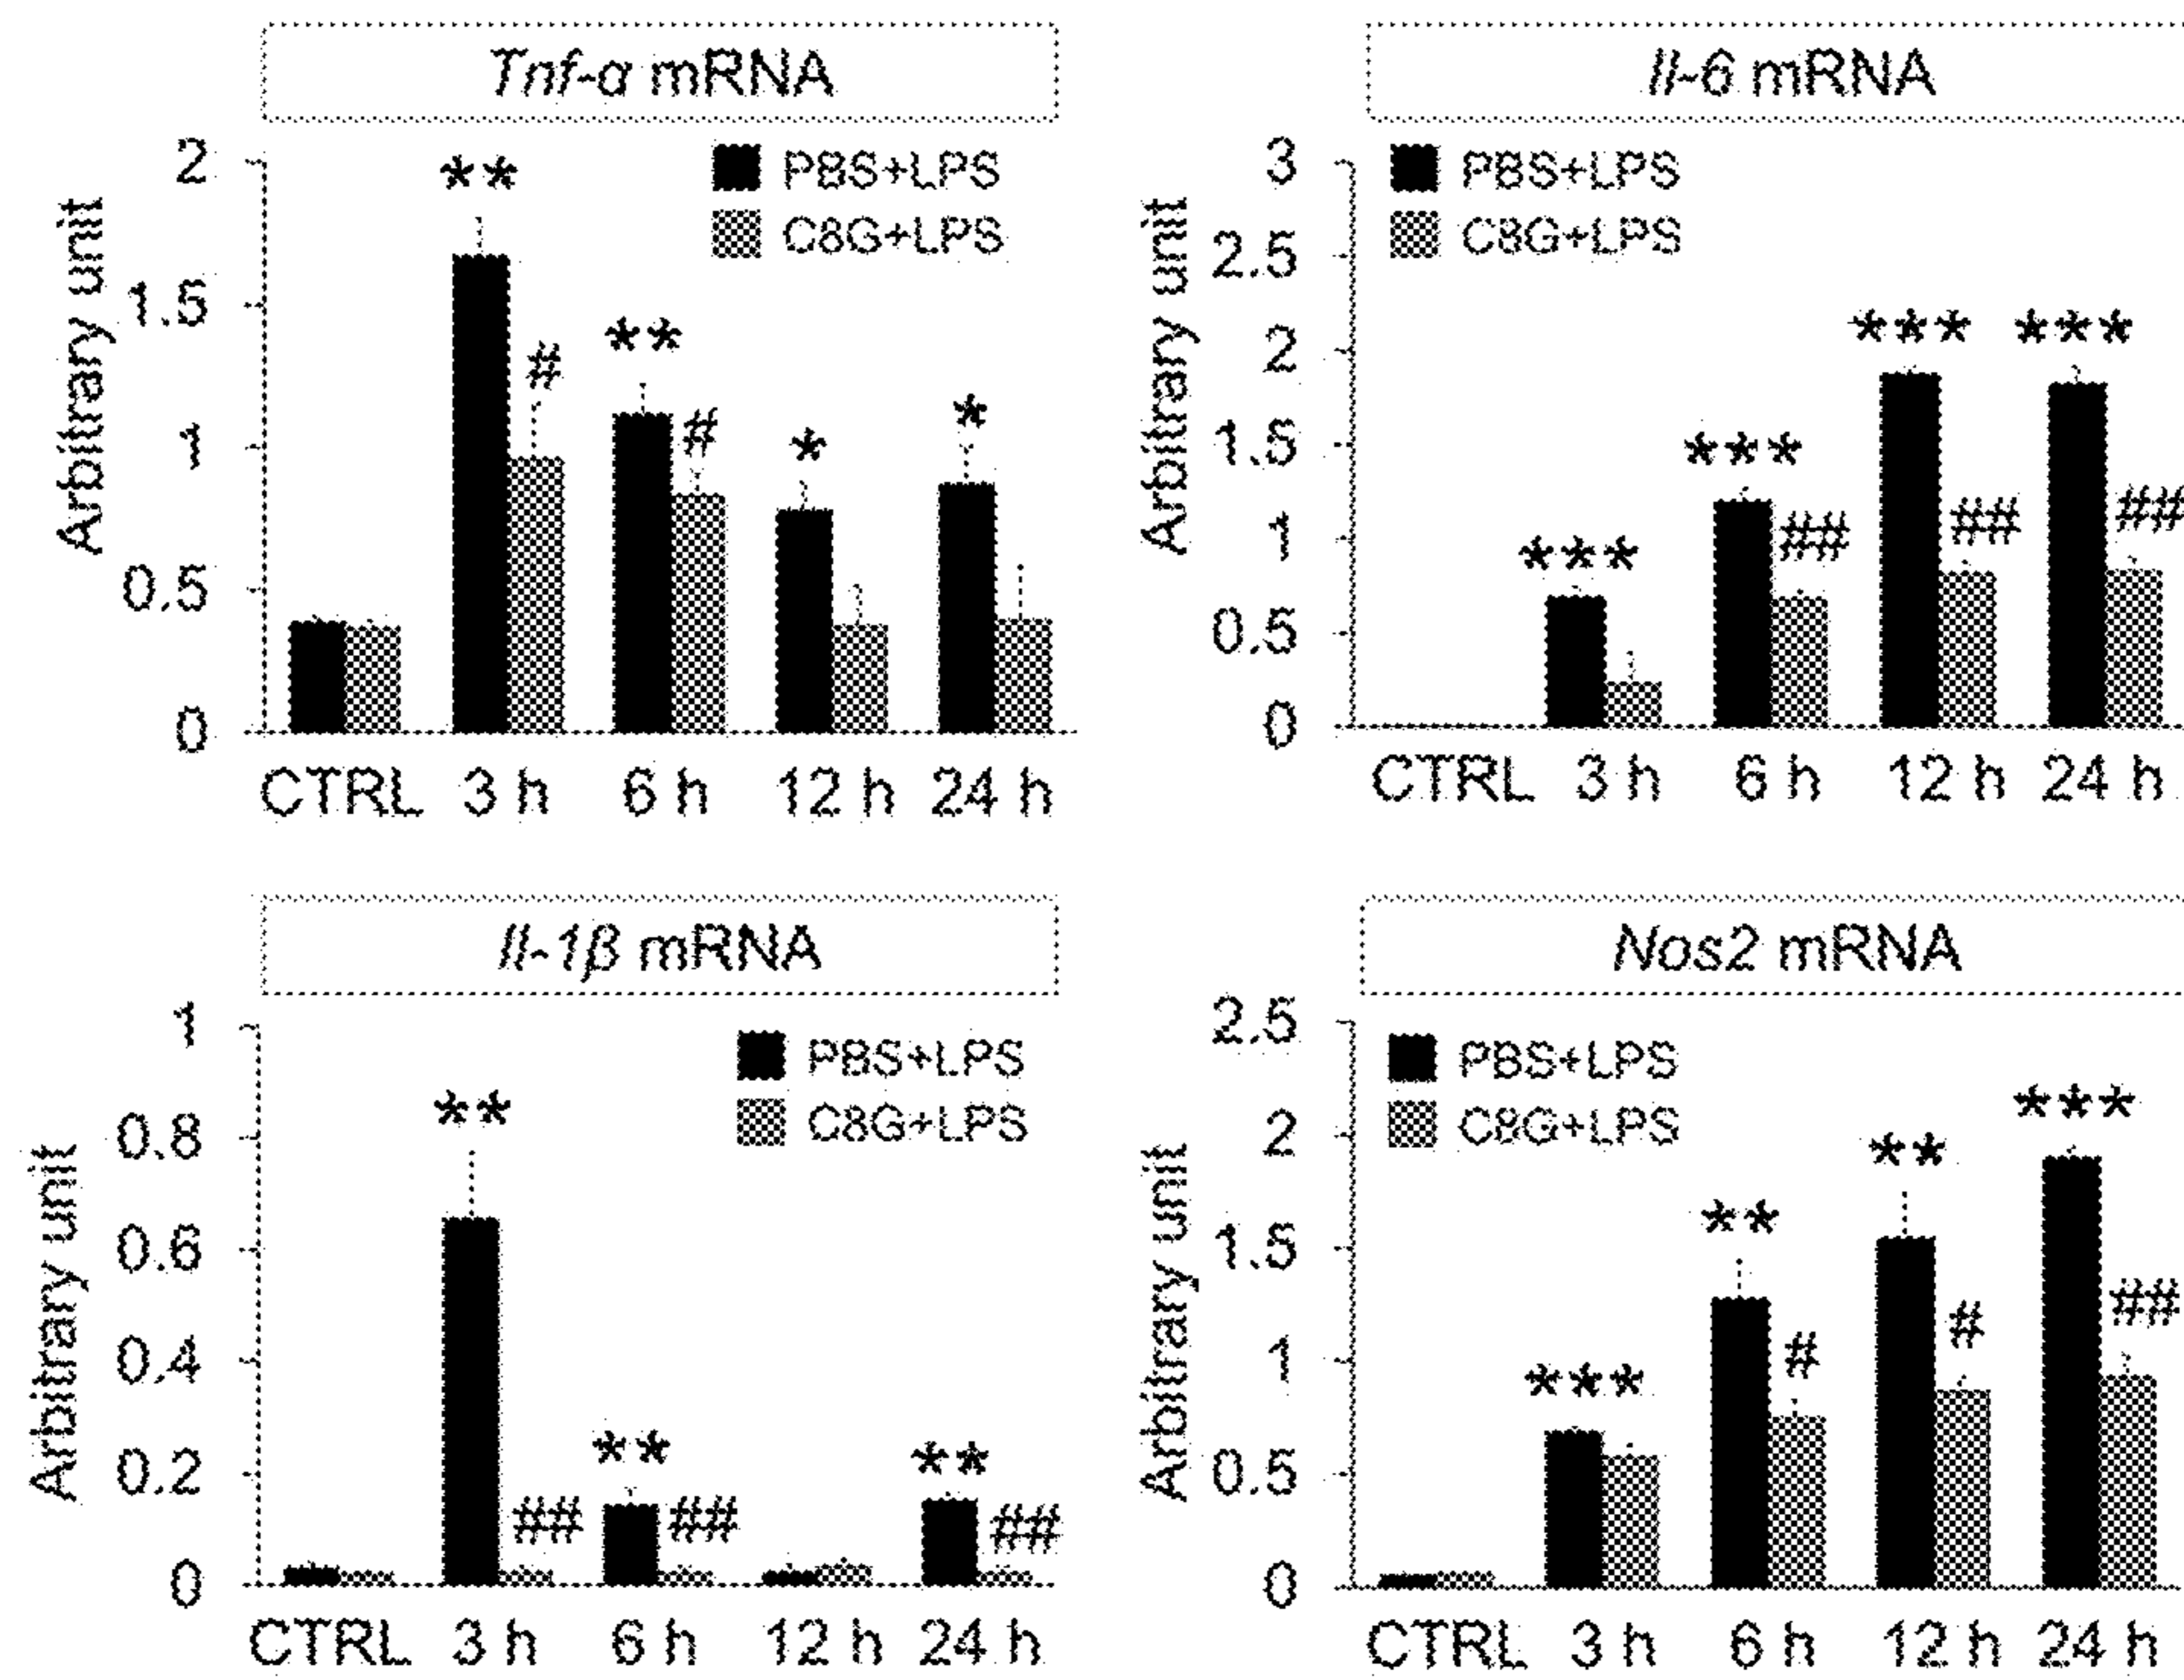 Tnf-α mRNA
Arbitrary unit
2
1.5
1
0.5
0
PBS+LPS
C8G+LPS
**
#
**
#
*
*
CTRL 3 h 6 h 12 h 24 h
Il-6 mRNA
Arbitrary unit
3
2.5
2
1.5
1
0.5
0
PBS+LPS
C8G+LPS
***
***
##
***
##
***
##
CTRL 3 h 6 h 12 h 24 h
Il-1β mRNA
Arbitrary unit
1
0.8
0.6
0.4
0.2
0
PBS+LPS
C8G+LPS
**
##
**
##
**
##
CTRL 3 h 6 h 12 h 24 h
Nos2 mRNA
Arbitrary unit
2.5
2
1.5
1
0.5
0
PBS+LPS
C8G+LPS
***
**
#
**
#
***
##
CTRL 3 h 6 h 12 h 24 h